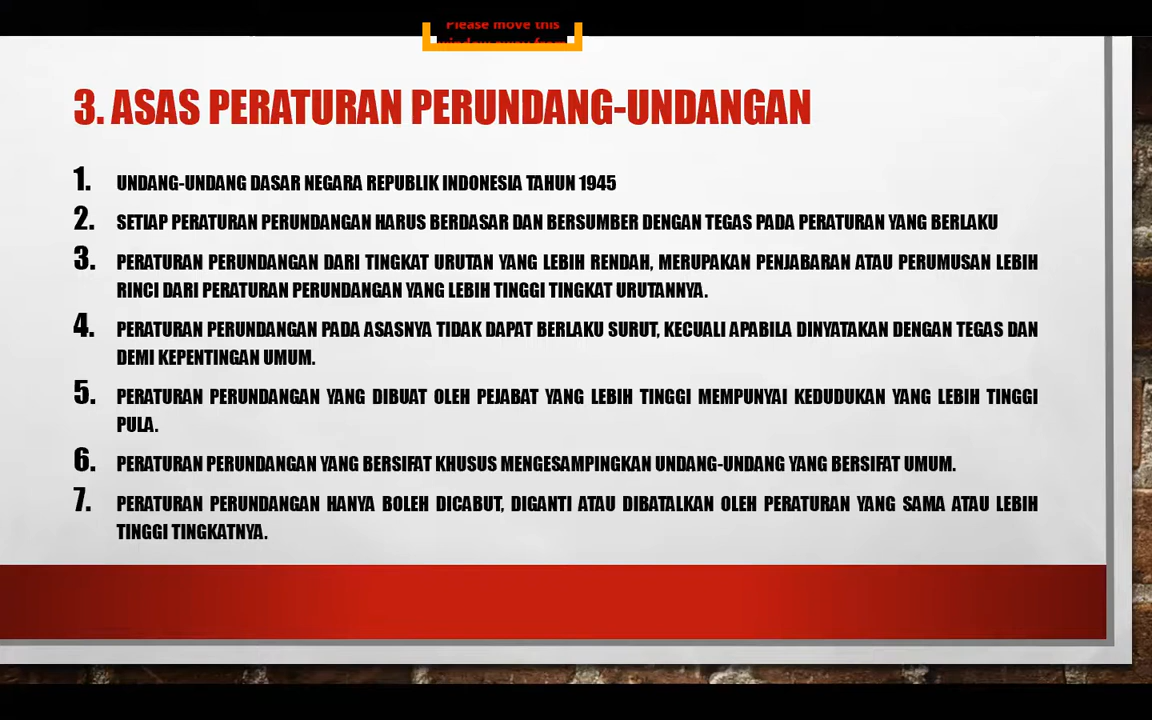 Please move this
3. ASAS PERATURAN PERUNDANG-UNDANGAN
1. UNDANG-UNDANG DASAR NEGARA REPUBLIK INDONESIA TAHUN 1945
2. SETIAP PERATURAN PERUNDANGAN HARUS BERDASAR DAN BERSUMBER DENGAN TEGAS PADA PERATURAN YANG BERLAKU
3. PERATURAN PERUNDANGAN DARI TINGKAT URUTAN YANG LEBIH RENDAH, MERUPAKAN PENJABARAN ATAU PERUMUSAN LEBIH
RINCI DARI PERATURAN PERUNDANGAN YANG LEBIH TINGGI TINGKAT URUTANNYA.
4. PERATURAN PERUNDANGAN PADA ASASNYA TIDAK DAPAT BERLAKU SURUT, KECUALI APABILA DINYATAKAN DENGAN TEGAS DAN
DEMI KEPENTINGAN UMUM.
5. PERATURAN PERUNDANGAN YANG DIBUAT OLEH PEJABAT YANG LEBIH TINGGI MEMPUNYAI KEDUDUKAN YANG LEBIH TINGGI
PULA.
6. PERATURAN PERUNDANGAN YANG BERSIFAT KHUSUS MENGESAMPINGKAN UNDANG-UNDANG YANG BERSIFAT UMUM.
7. PERATURAN PERUNDANGAN HANYA BOLEH DICABUT, DIGANTI ATAU DIBATALKAN OLEH PERATURAN YANG SAMA ATAU LEBIH
TINGGI TINGKATNYA.